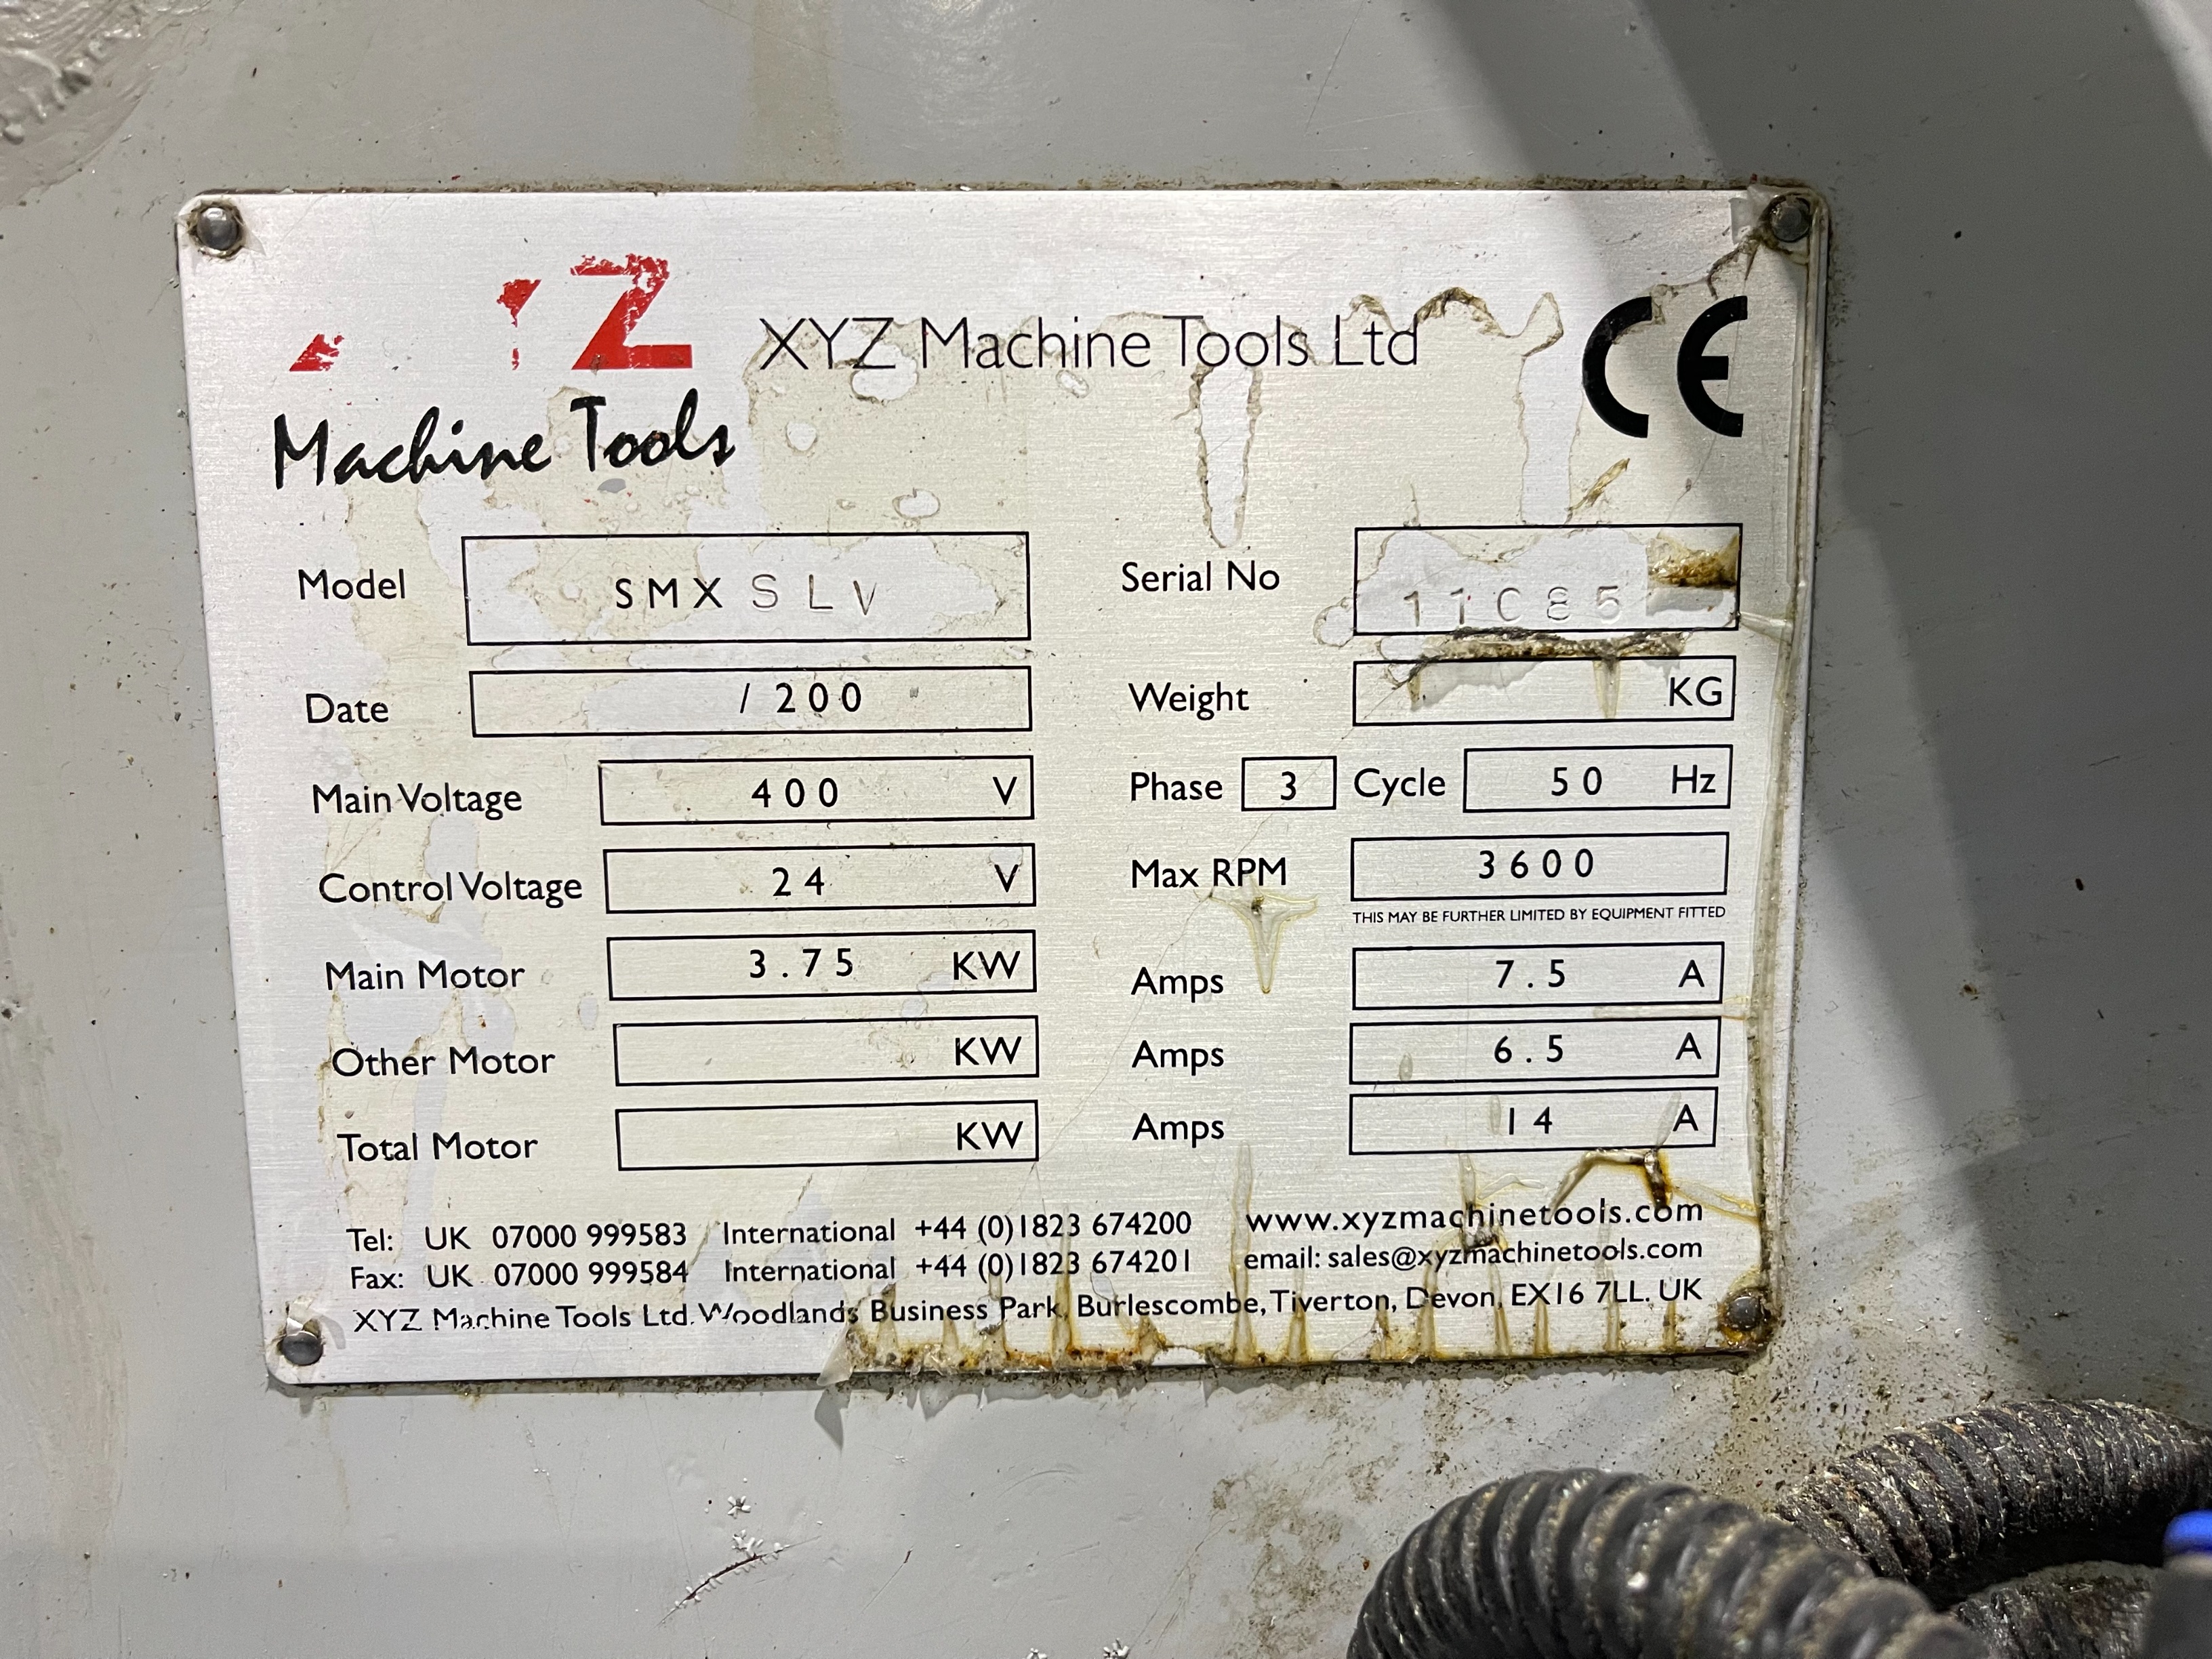 XYZ XYZ Machine Tools Ltd CE
Machine Tools
Model SMX SLV Serial No 11085
Date / 200 Weight KG
Main Voltage 400 V Phase 3 Cycle 50 Hz
Control Voltage 24 V Max RPM 3600
THIS MAY BE FURTHER LIMITED BY EQUIPMENT FITTED
Main Motor 3.75 KW Amps 7.5 A
Other Motor KW Amps 6.5 A
Total Motor KW Amps 14 A
Tel: UK 07000 999583 International +44 (0)1823 674200 www.xyzmachinetools.com
Fax: UK 07000 999584 International +44 (0)1823 674201 email: sales@xyzmachinetools.com
XYZ Machine Tools Ltd. Woodlands Business Park, Burlescombe, Tiverton, Devon, EX16 7LL. UK